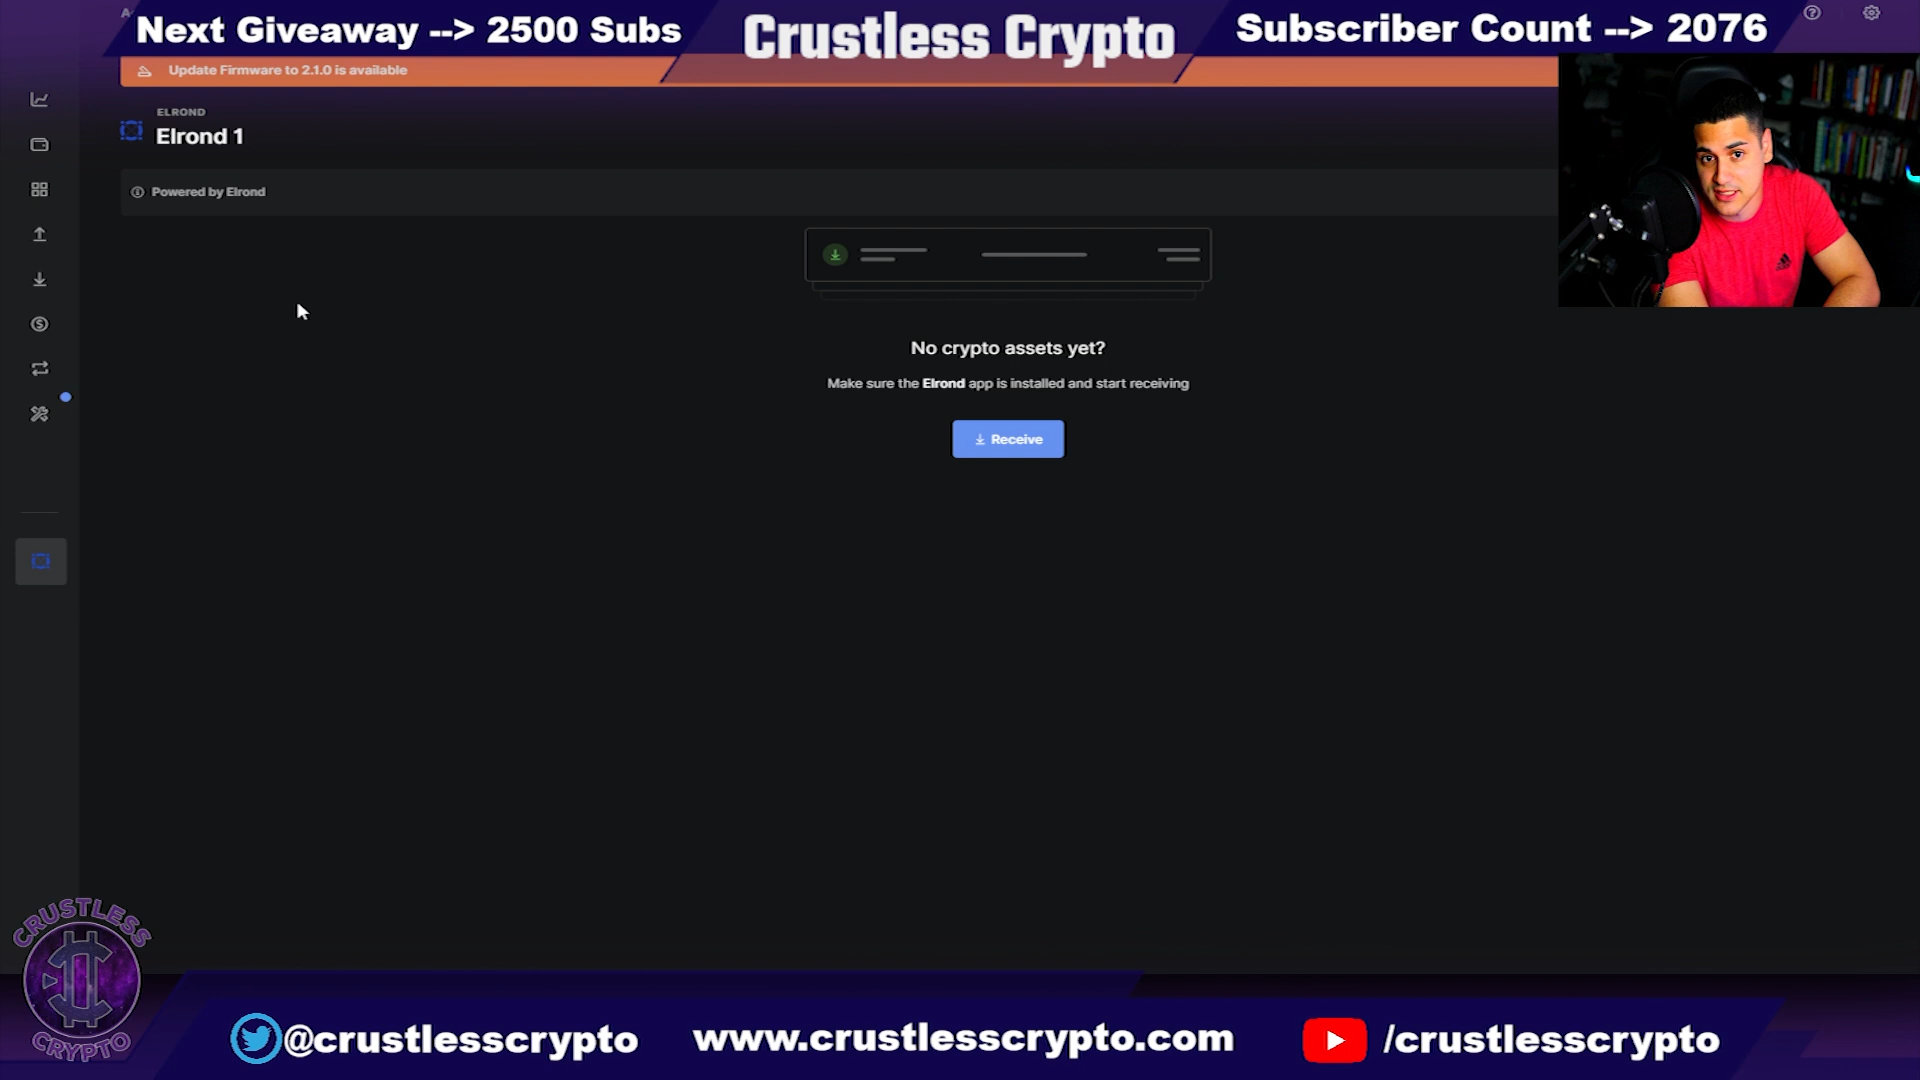 Next Giveaway --> 2500 Subs
Crustless Crypto
Subscriber Count --> 2076
Update Firmware to 2.1.0 is available
ELROND
Elrond 1
Powered by Elrond
No crypto assets yet?
Make sure the Elrond app is installed and start receiving
Receive
CRUSTLESS
CRYPTO
@crustlesscrypto
www.crustlesscrypto.com
/crustlesscrypto